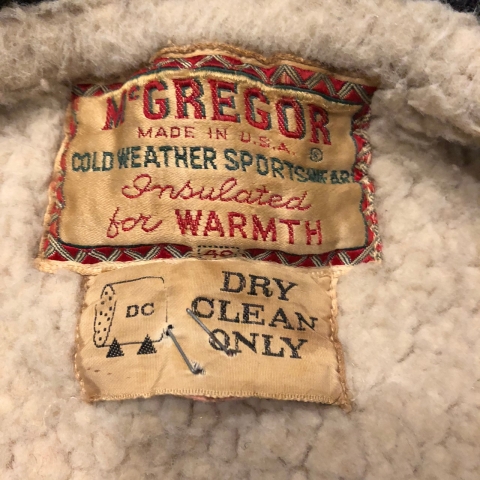 McGREGOR
MADE IN U.S.A. ®
COLD WEATHER SPORTSWEAR
Insulated
for WARMTH
DC
DRY
CLEAN
ONLY